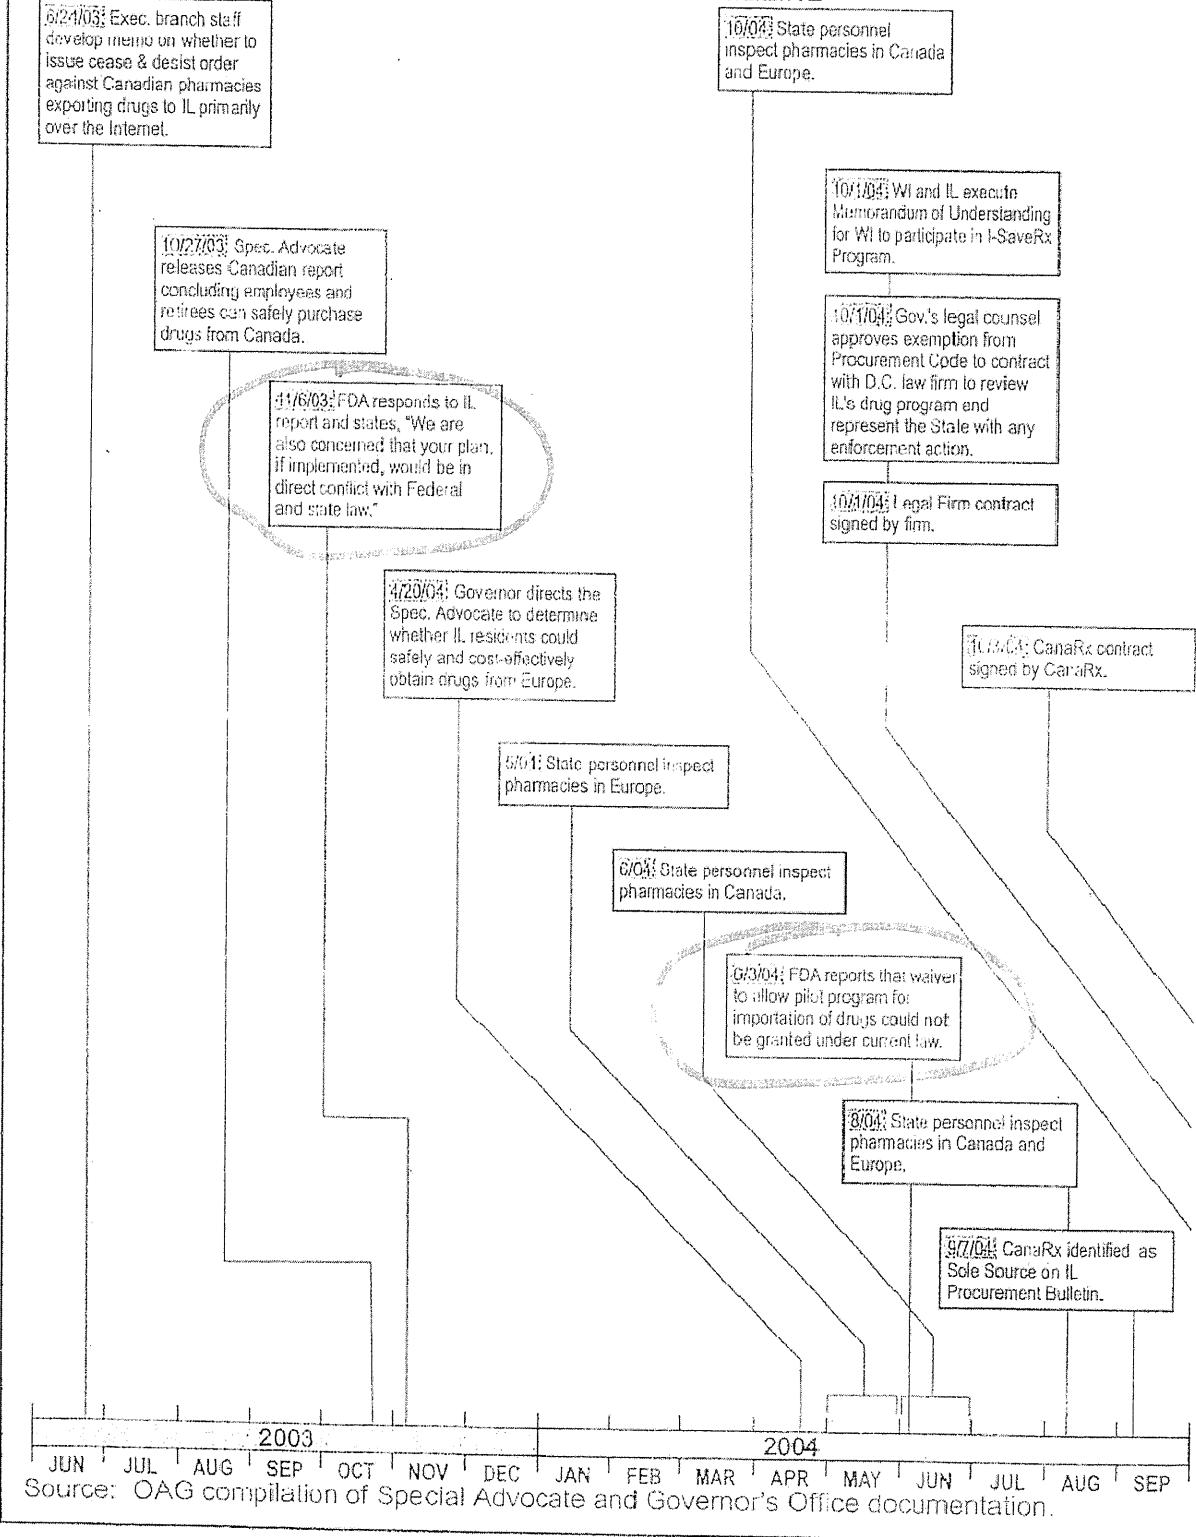 6/24/03: Exec. branch staff
develop memo on whether to
issue cease & desist order
against Canadian pharmacies
exporting drugs to IL primarily
over the Internet.
10/04: State personnel
inspect pharmacies in Canada
and Europe.
10/1/04: WI and IL execute
Memorandum of Understanding
for WI to participate in I-SaveRx
Program.
10/27/03: Spec. Advocate
releases Canadian report
concluding employees and
retirees can safely purchase
drugs from Canada.
10/1/04: Gov.'s legal counsel
approves exemption from
Procurement Code to contract
with D.C. law firm to review
IL's drug program and
represent the State with any
enforcement action.
11/6/03: FDA responds to IL
report and states, "We are
also concerned that your plan,
if implemented, would be in
direct conflict with Federal
and state law."
10/1/04: Legal Firm contract
signed by firm.
4/20/04: Governor directs the
Spec. Advocate to determine
whether IL residents could
safely and cost-effectively
obtain drugs from Europe.
CanaRx contract
signed by CanaRx.
State personnel inspect
pharmacies in Europe.
6/04: State personnel inspect
pharmacies in Canada.
6/3/04: FDA reports that waiver
to allow pilot program for
importation of drugs could not
be granted under current law.
8/04: State personnel inspect
pharmacies in Canada and
Europe.
9/7/04: CanaRx identified as
Sole Source on IL
Procurement Bulletin.
2003 2004
JUN JUL AUG SEP OCT NOV DEC JAN FEB MAR APR MAY JUN JUL AUG SEP
Source: OAG compilation of Special Advocate and Governor's Office documentation.